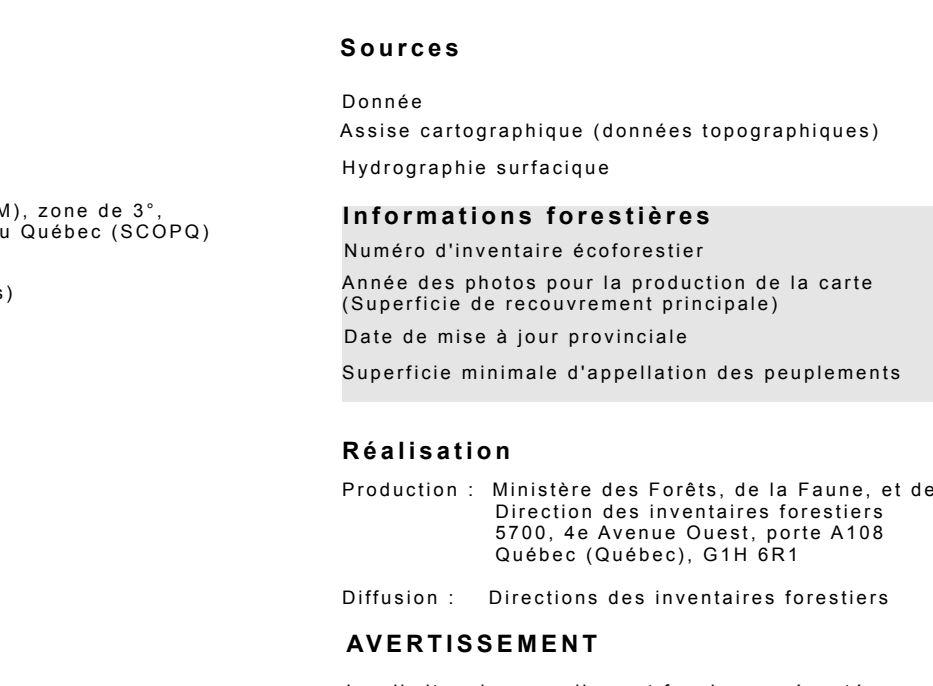 M), zone de 3°,
u Québec (SCOPQ)
s)
Sources
Donnée
Assise cartographique (données topographiques)
Hydrographie surfacique
Informations forestières
Numéro d'inventaire écoforestier
Année des photos pour la production de la carte
(Superficie de recouvrement principale)
Date de mise à jour provinciale
Superficie minimale d'appellation des peuplements
Réalisation
Production : Ministère des Forêts, de la Faune, et de
Direction des inventaires forestiers
5700, 4e Avenue Ouest, porte A108
Québec (Québec), G1H 6R1
Diffusion : Directions des inventaires forestiers
AVERTISSEMENT